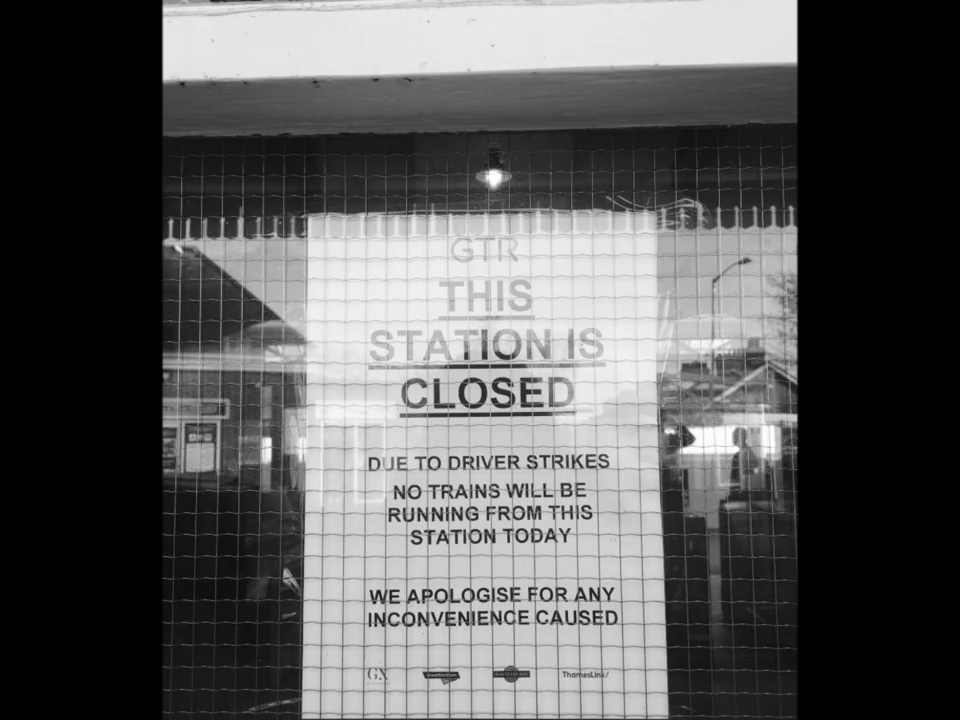 GTR
THIS
STATION IS
CLOSED
DUE TO DRIVER STRIKES
NO TRAINS WILL BE
RUNNING FROM THIS
STATION TODAY
WE APOLOGISE FOR ANY
INCONVENIENCE CAUSED
GX
ThamesLink/